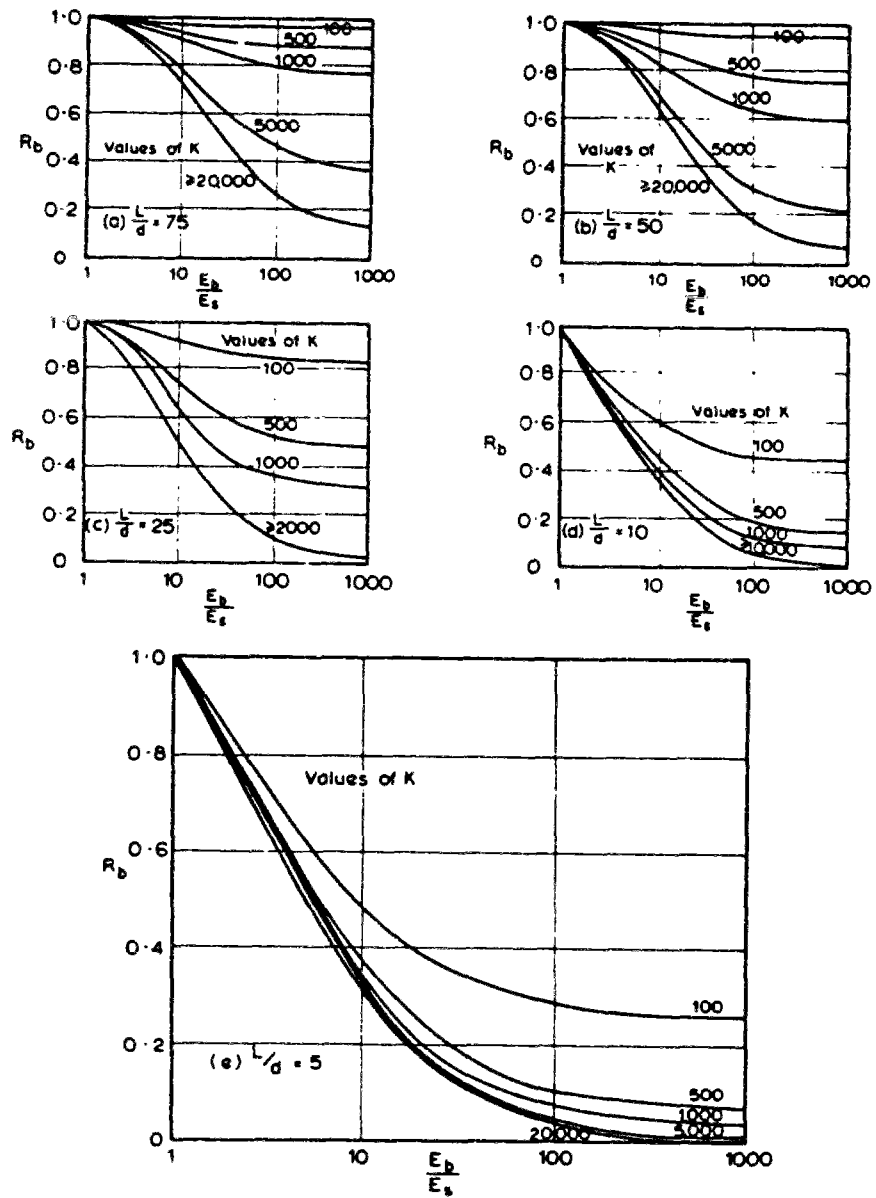 1·0
0·8
0·6
R_b
0·4
0·2
0
100
500
1000
5000
Values of K
≥20,000
(a) L/d = 75
1 10 100 1000
E_b/E_s
1·0
0·8
0·6
R_b
0·4
0·2
0
100
500
1000
5000
Values of K
≥20,000
(b) L/d = 50
1 10 100 1000
E_b/E_s
1·0
0·8
0·6
R_b
0·4
0·2
0
Values of K
100
500
1000
≥2000
(c) L/d = 25
1 10 100 1000
E_b/E_s
1·0
0·8
0·6
R_b
0·4
0·2
0
Values of K
100
500
1000
(d) L/d = 10
1 10 100 1000
E_b/E_s
1·0
0·8
0·6
R_b
0·4
0·2
0
Values of K
100
500
1,000
5,000
20,000
(e) L/d = 5
1 10 100 1000
E_b/E_s